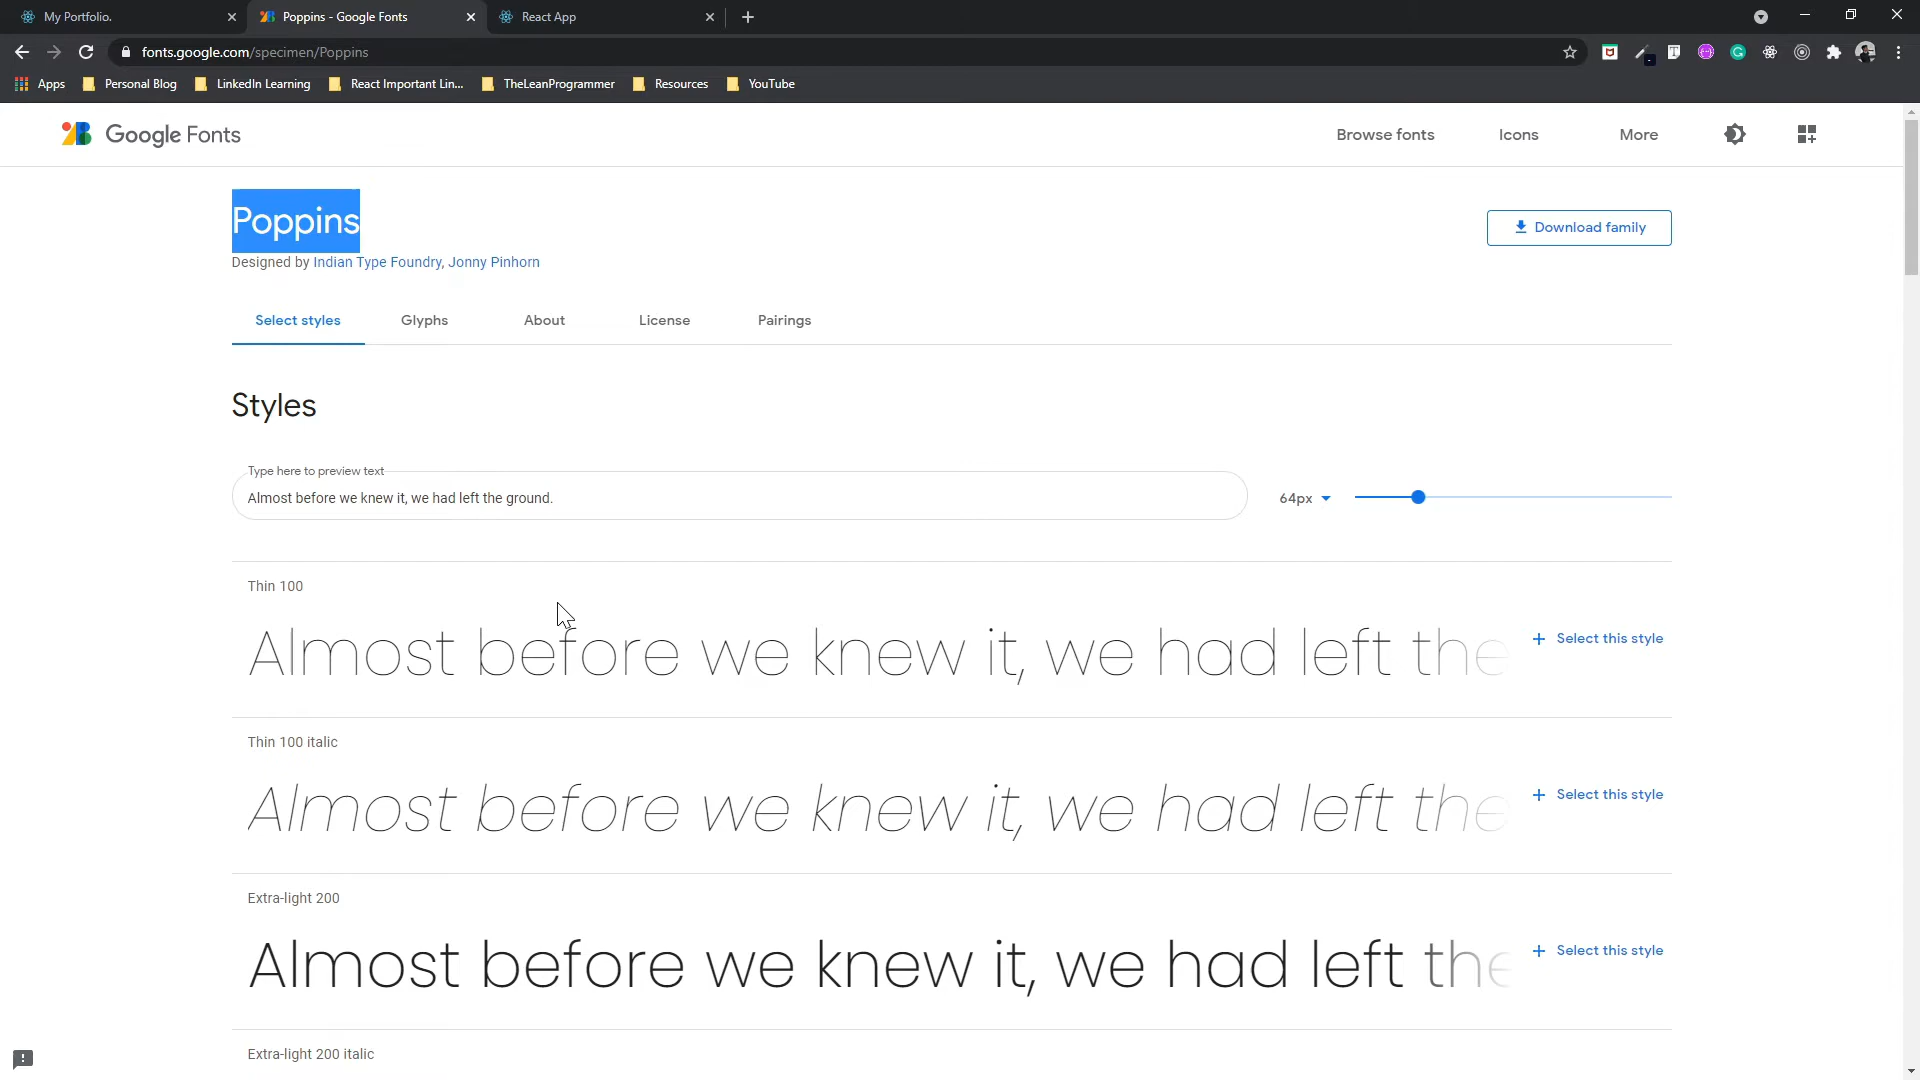 My Portfolio.
Poppins - Google Fonts
React App
fonts.google.com/specimen/Poppins
Apps
Personal Blog
LinkedIn Learning
React Important Lin...
TheLeanProgrammer
Resources
YouTube
Google Fonts
Browse fonts
Icons
More
Poppins
Download family
Designed by Indian Type Foundry, Jonny Pinhorn
Select styles
Glyphs
About
License
Pairings
Styles
Type here to preview text
Almost before we knew it, we had left the ground.
64px
Thin 100
Almost before we knew it, we had left the
Select this style
Thin 100 italic
Almost before we knew it, we had left the
Select this style
Extra-light 200
Almost before we knew it, we had left the
Select this style
Extra-light 200 italic